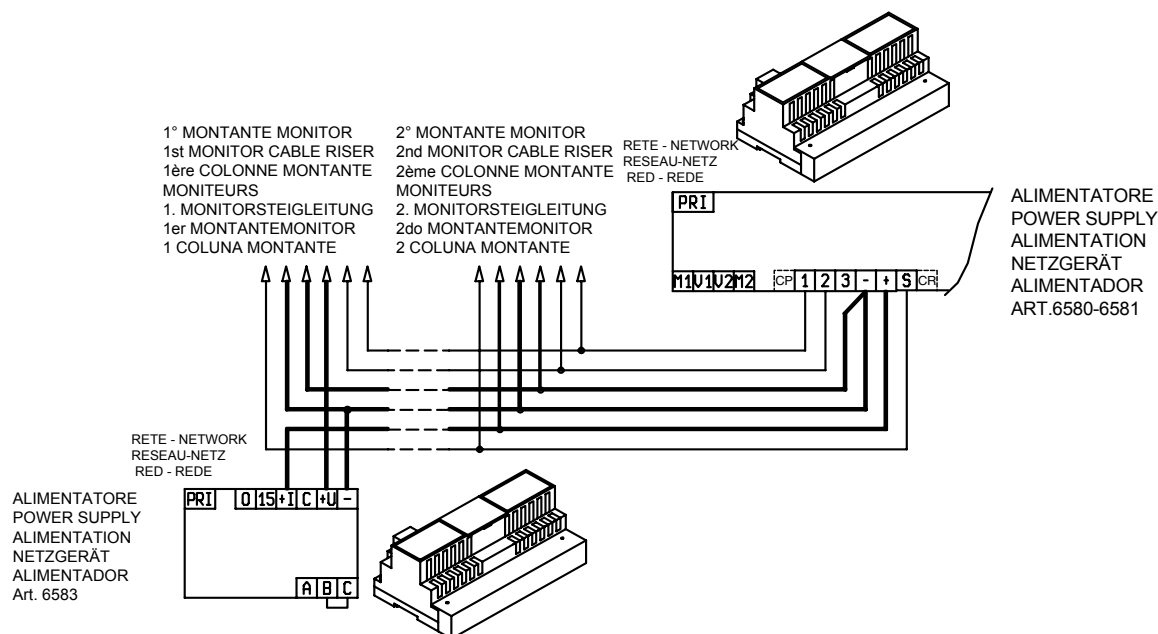 1° MONTANTE MONITOR
1st MONITOR CABLE RISER
1ère COLONNE MONTANTE
MONITEURS
1. MONITORSTEIGLEITUNG
1er MONTANTEMONITOR
1 COLUNA MONTANTE
2° MONTANTE MONITOR
2nd MONITOR CABLE RISER
2ème COLONNE MONTANTE
MONITEURS
2. MONITORSTEIGLEITUNG
2do MONTANTEMONITOR
2 COLUNA MONTANTE
RETE - NETWORK
RESEAU-NETZ
RED - REDE
PRI
M1 V1 V2 M2 CP 1 2 3 - + S CR
ALIMENTATORE
POWER SUPPLY
ALIMENTATION
NETZGERÄT
ALIMENTADOR
ART.6580-6581
RETE - NETWORK
RESEAU-NETZ
RED - REDE
PRI 0 15 +I C +U -
A B C
ALIMENTATORE
POWER SUPPLY
ALIMENTATION
NETZGERÄT
ALIMENTADOR
Art. 6583